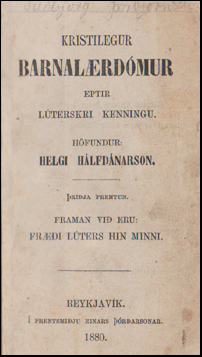 KRISTILEGUR
BARNALÆRDÓMUR
EPTIR
LÚTERSKRI KENNINGU.
HÖFUNDUR:
HELGI HÁLFDÁNARSON.
ÞRIÐJA PRENTUN.
FRAMAN VIÐ ERU:
FRÆÐI LÚTERS HIN MINNI.
REYKJAVÍK.
Í PRENTSMIÐJU EINARS ÞÓRÐARSONAR.
1880.